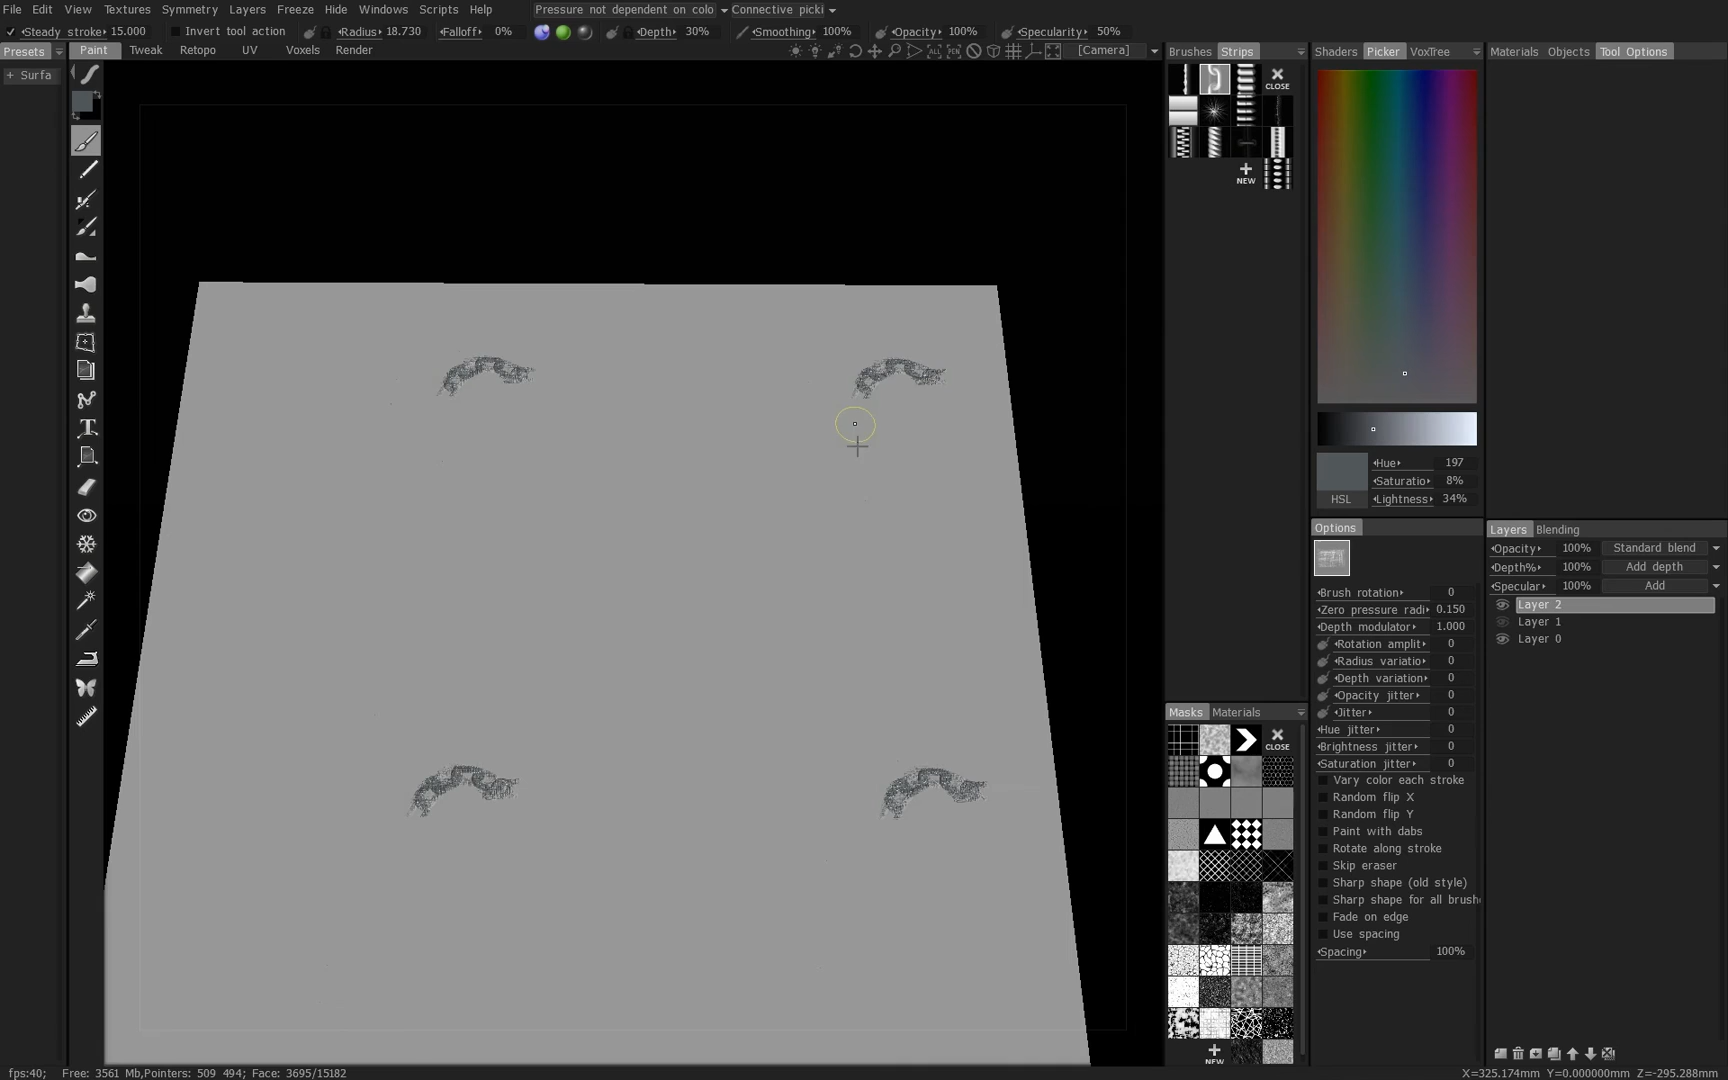 File Edit View Textures Symmetry Layers Freeze Hide Windows Scripts Help Pressure not dependent on colo Connective picki
Steady stroke 15.000 Invert tool action Radius 18.730 Falloff 0% Depth 30% Smoothing 100% Opacity 100% Specularity 50%
Presets Paint Tweak Retopo UV Voxels Render [Camera] Brushes Strips Shaders Picker VoxTree Materials Objects Tool Options
+ Surfa
CLOSE
NEW
Hue 197
Saturatio 8%
HSL Lightness 34%
Options
Brush rotation 0
Zero pressure radi 0.150
Depth modulator 1.000
Rotation amplit 0
Radius variatio 0
Depth variation 0
Opacity jitter 0
Jitter 0
Hue jitter 0
Brightness jitter 0
Saturation jitter 0
Vary color each stroke
Random flip X
Random flip Y
Paint with dabs
Rotate along stroke
Skip eraser
Sharp shape (old style)
Sharp shape for all brush
Fade on edge
Use spacing
Spacing 100%
Masks Materials
CLOSE
NEW
Layers Blending
Opacity 100% Standard blend
Depth% 100% Add depth
Specular 100% Add
Layer 2
Layer 1
Layer 0
fps:40; Free: 3561 Mb,Pointers: 509 494; Face: 3695/15182 X=325.174mm Y=0.000000mm Z=-295.288mm